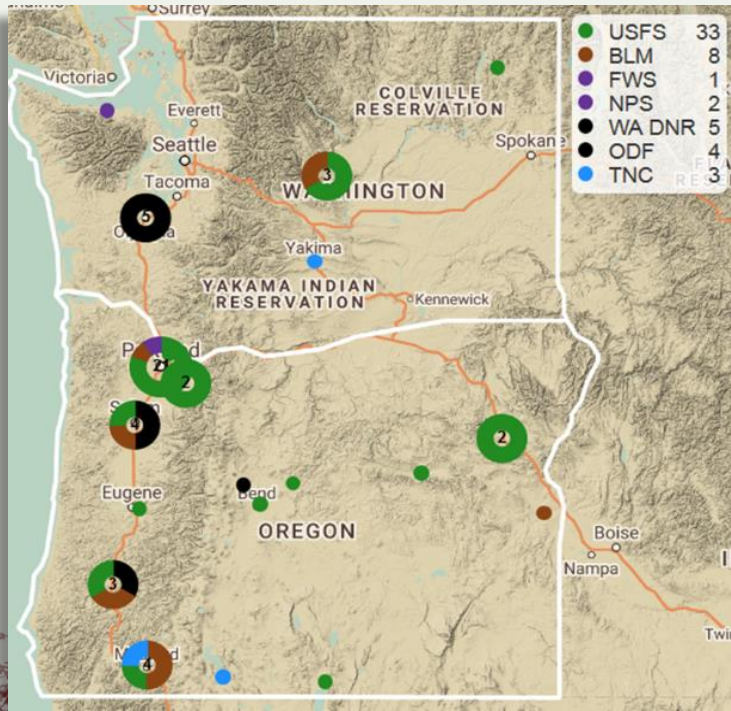 Surrey
Victoria
Everett
COLVILLE
RESERVATION
Seattle
Spokane
Tacoma
3
WASHINGTON
5
Yakima
YAKAMA INDIAN
RESERVATION
Kennewick
2
4
2
Bend
Eugene
OREGON
Boise
Nampa
3
4
USFS 33
BLM 8
FWS 1
NPS 2
WA DNR 5
ODF 4
TNC 3